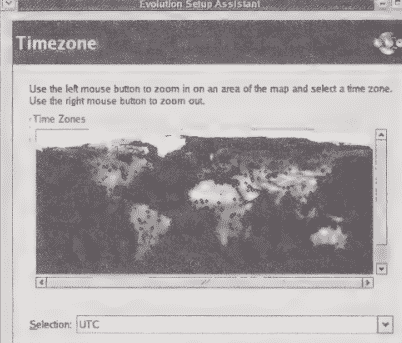 Evolution Setup Assistant
Timezone
Use the left mouse button to zoom in on an area of the map and select a time zone.
Use the right mouse button to zoom out.
Time Zones
Selection: UTC